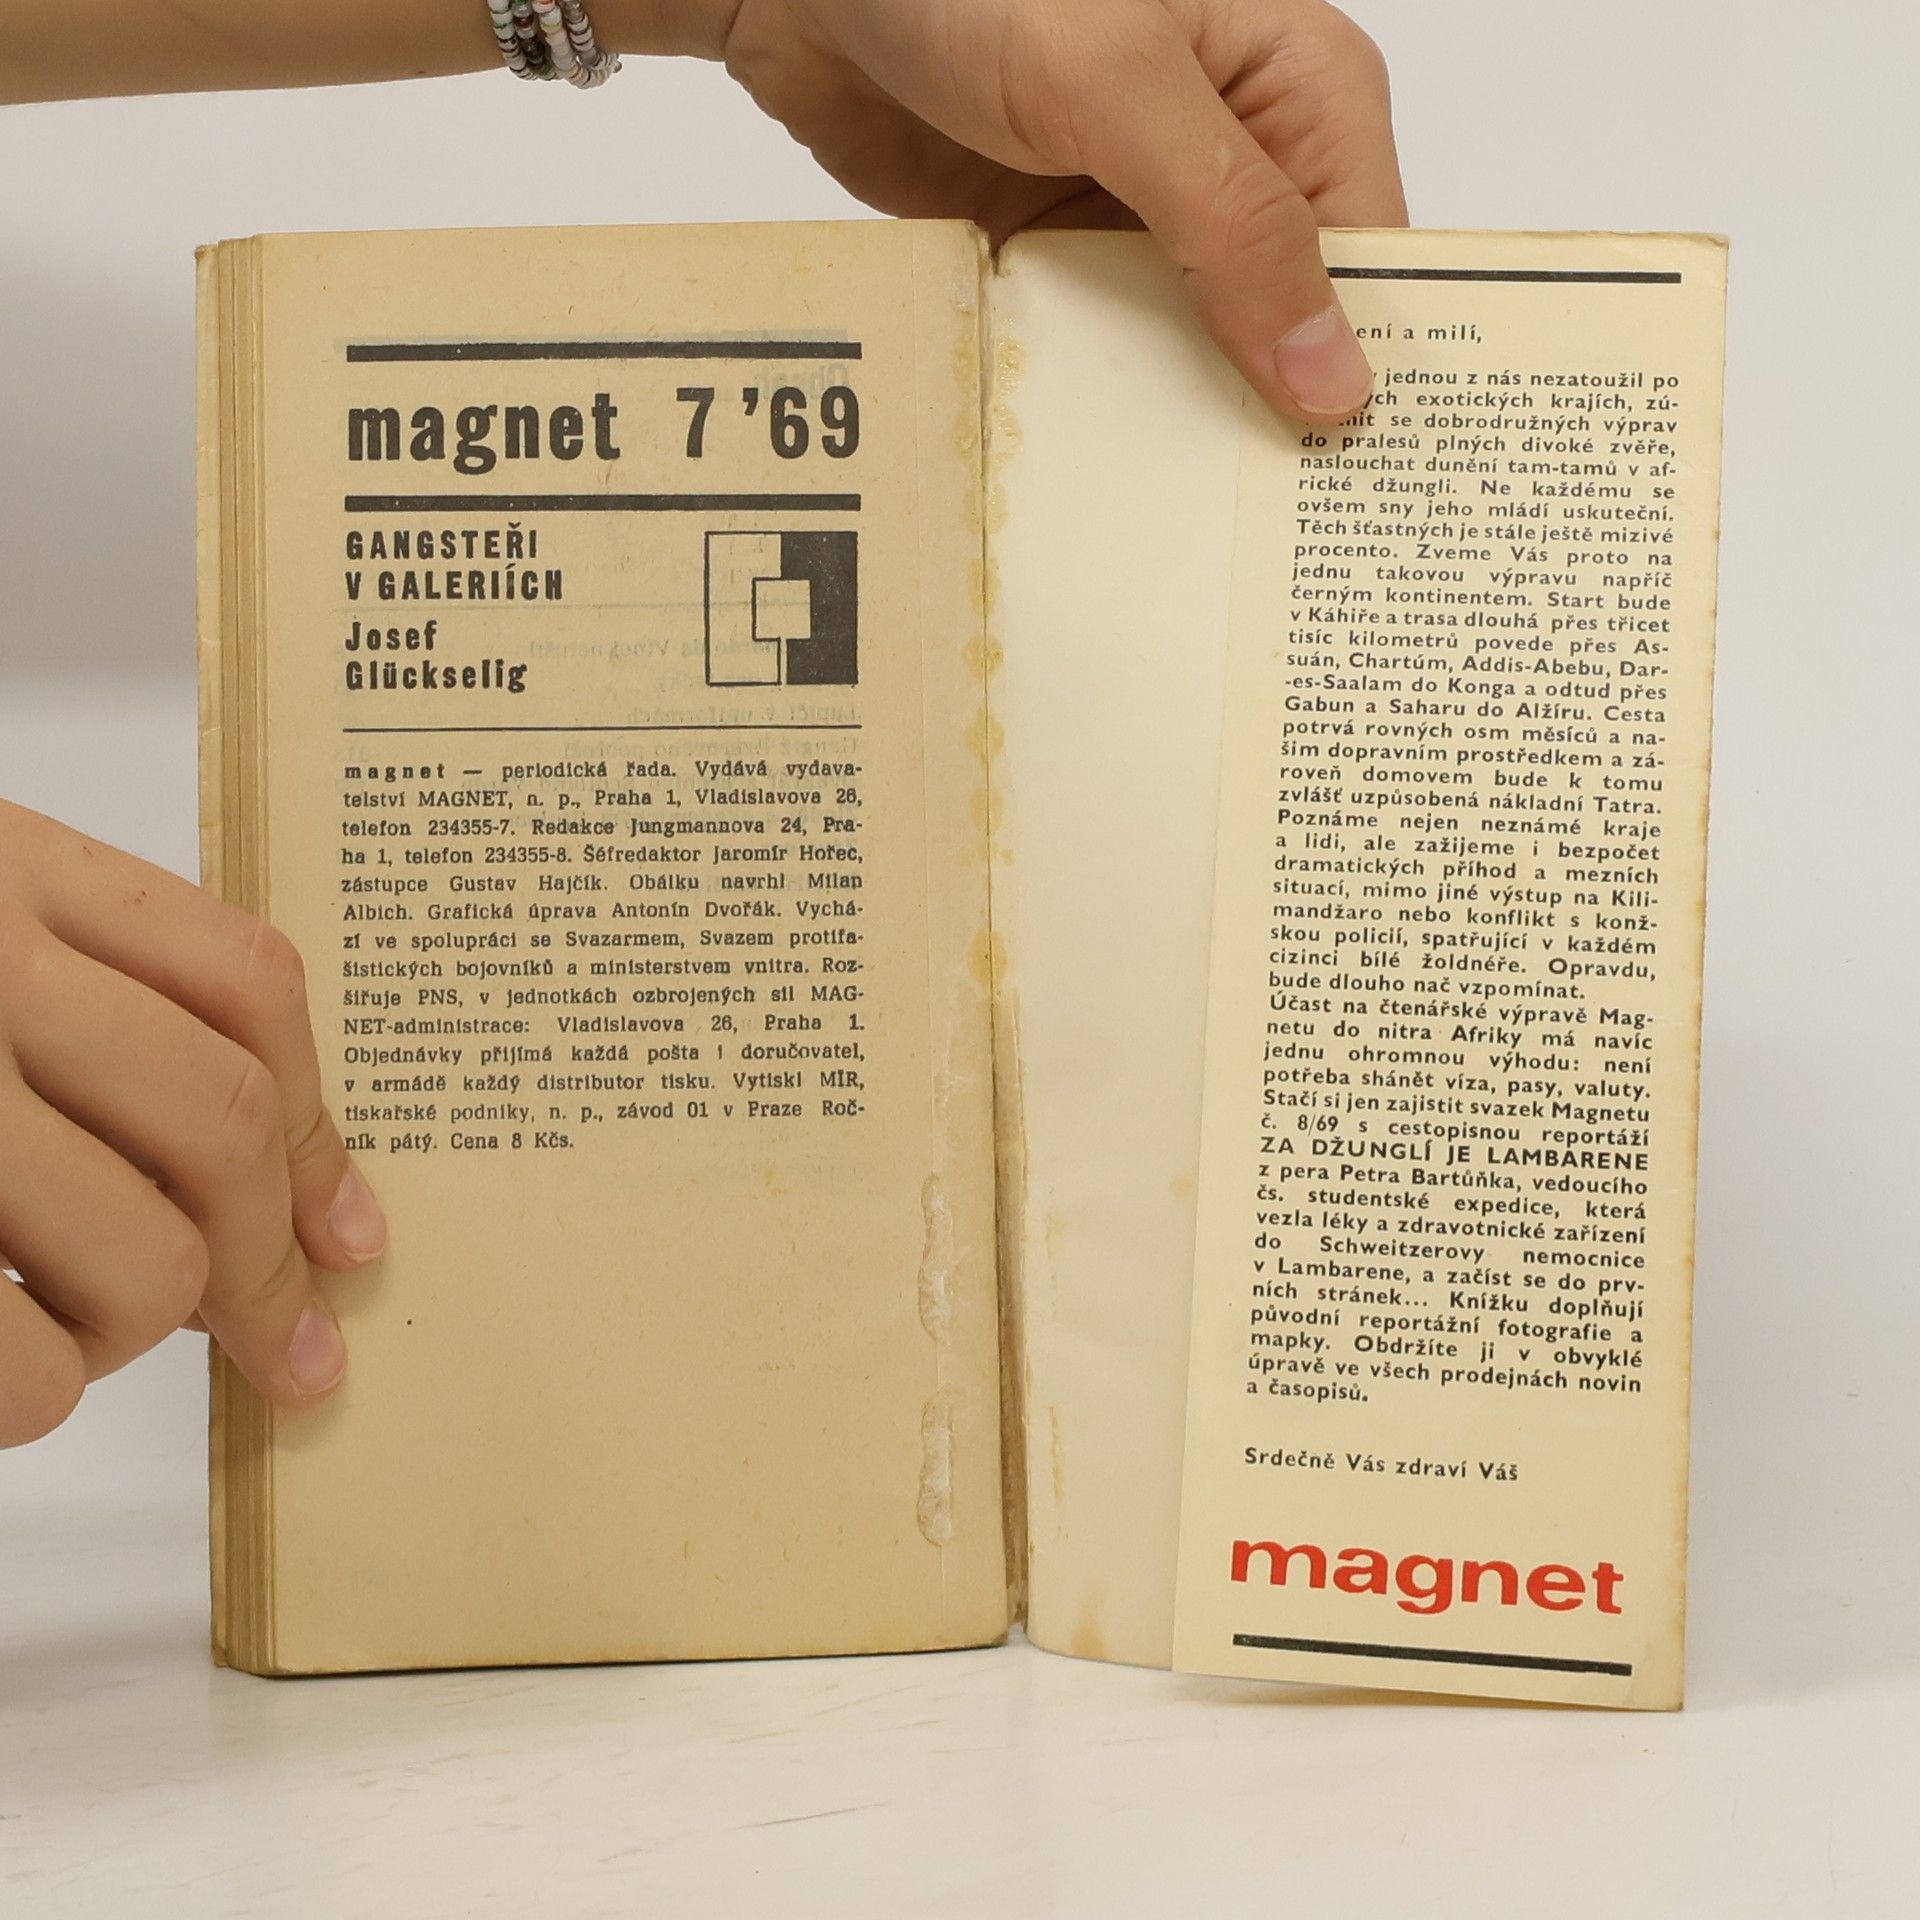 magnet 7 ’69
GANGSTEŘI
V GALERIÍCH
Josef
Glückselig
magnet — periodická řada. Vydává vydava-
telství MAGNET, n. p., Praha 1, Vladislavova 26,
telefon 234355-7. Redakce Jungmannova 24, Pra-
ha 1, telefon 234355-8. Šéfredaktor Jaromír Hořec,
zástupce Gustav Hajčík. Obálku navrhl Milan
Albich. Grafická úprava Antonín Dvořák. Vychá-
zí ve spolupráci se Svazarmem, Svazem protifa-
šistických bojovníků a ministerstvem vnitra. Roz-
šiřuje PNS, v jednotkách ozbrojených sil MAG-
NET-administrace: Vladislavova 26, Praha 1.
Objednávky přijímá každá pošta i doručovatel,
v armádě každý distributor tisku. Vytiskl MÍR,
tiskařské podniky, n. p., závod 01 v Praze Roč-
ník pátý. Cena 8 Kčs.
a milí,
jednou z nás nezatoužil po
exotických krajích, zú-
se dobrodružných výprav
do pralesů plných divoké zvěře,
naslouchat dunění tam-tamů v af-
rické džungli. Ne každému se
ovšem sny jeho mládí uskuteční.
Těch šťastných je stále ještě mizivé
procento. Zveme Vás proto na
jednu takovou výpravu napříč
černým kontinentem. Start bude
v Káhiře a trasa dlouhá přes třicet
tisíc kilometrů povede přes As-
suán, Chartúm, Addis-Abebu, Dar-
-es-Saalam do Konga a odtud přes
Gabun a Saharu do Alžíru. Cesta
potrvá rovných osm měsíců a na-
šim dopravním prostředkem a zá-
roveň domovem bude k tomu
zvlášť uzpůsobená nákladní Tatra.
Poznáme nejen neznámé kraje
a lidi, ale zažijeme i bezpočet
dramatických příhod a mezních
situací, mimo jiné výstup na Kili-
mandžaro nebo konflikt s konž-
skou policií, spatřující v každém
cizinci bílé žoldnéře. Opravdu,
bude dlouho nač vzpomínat.
Účast na čtenářské výpravě Mag-
netu do nitra Afriky má navíc
jednu ohromnou výhodu: není
potřeba shánět víza, pasy, valuty.
Stačí si jen zajistit svazek Magnetu
č. 8/69 s cestopisnou reportáží
ZA DŽUNGLÍ JE LAMBARENE
z pera Petra Bartůňka, vedoucího
čs. studentské expedice, která
vezla léky a zdravotnické zařízení
do Schweitzerovy nemocnice
v Lambarene, a začíst se do prv-
ních stránek... Knížku doplňují
původní reportážní fotografie a
mapky. Obdržíte ji v obvyklé
úpravě ve všech prodejnách novin
a časopisů.
Srdečně Vás zdraví Váš
magnet